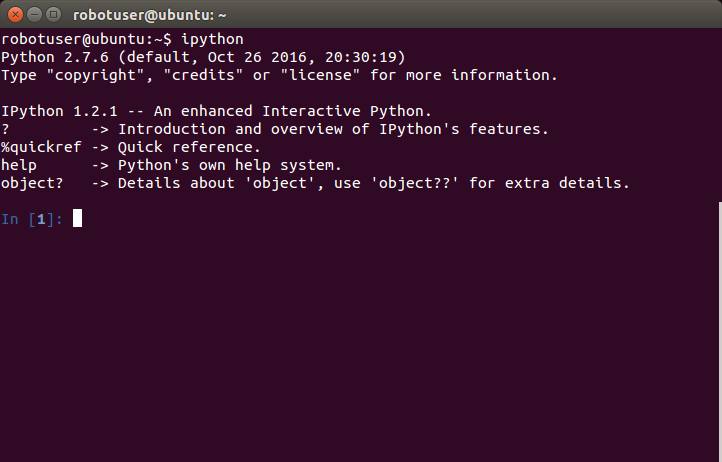 robotuser@ubuntu: ~
robotuser@ubuntu:~$ ipython
Python 2.7.6 (default, Oct 26 2016, 20:30:19)
Type "copyright", "credits" or "license" for more information.
IPython 1.2.1 -- An enhanced Interactive Python.
?         -> Introduction and overview of IPython's features.
%quickref -> Quick reference.
help      -> Python's own help system.
object?   -> Details about 'object', use 'object??' for extra details.
In [1]: